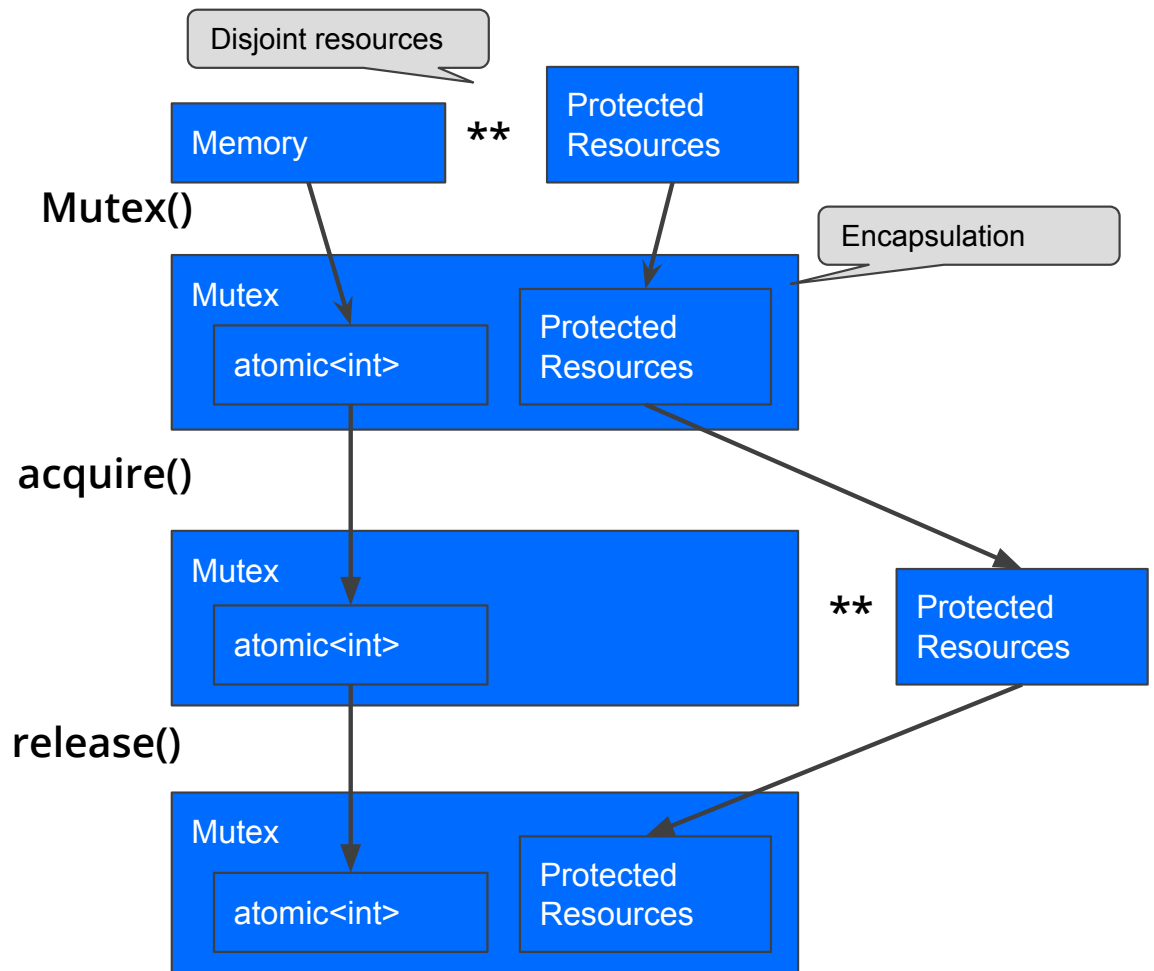 Disjoint resources
Memory
**
Protected
Resources
Mutex()
Encapsulation
Mutex
atomic<int>
Protected
Resources
acquire()
Mutex
atomic<int>
**
Protected
Resources
release()
Mutex
atomic<int>
Protected
Resources